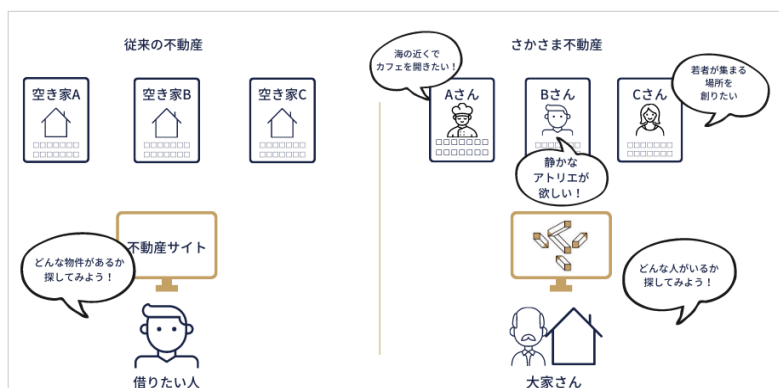 従来の不動産
空き家A
空き家B
空き家C
□□□□□□□
□□□□□□□
□□□□□□□
□□□□□□□
□□□□□□□
□□□□□□□
不動産サイト
どんな物件があるか
探してみよう！
借りたい人
さかさま不動産
海の近くで
カフェを開きたい！
Aさん
Bさん
Cさん
若者が集まる
場所を
創りたい
□□□□□□□
□□□□□□□
□□□□□□□
□□□□□□□
静かな
アトリエが
欲しい！
どんな人がいるか
探してみよう！
大家さん